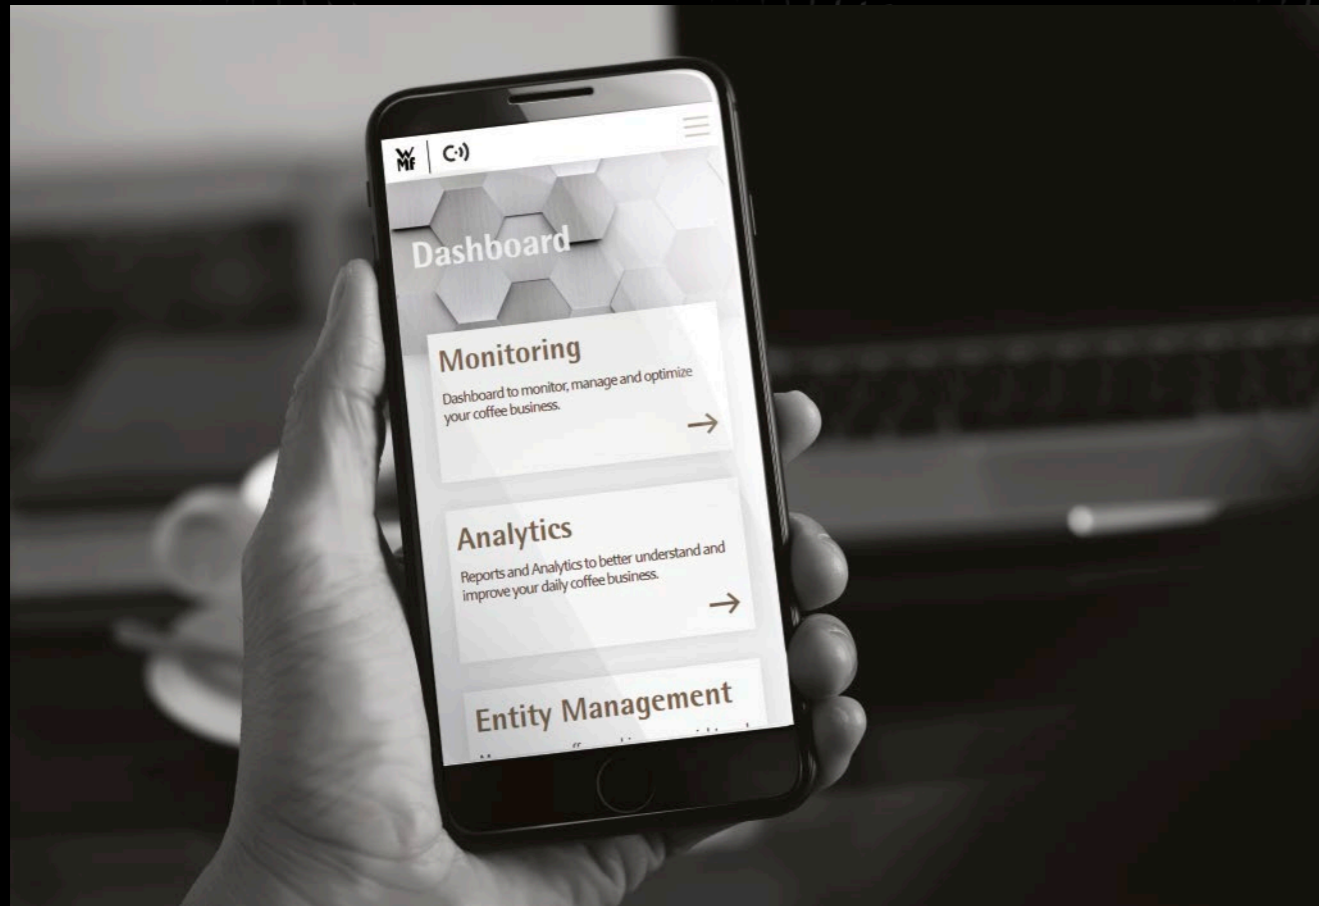 WMF
Dashboard
Monitoring
Dashboard to monitor, manage and optimize
your coffee business.
Analytics
Reports and Analytics to better understand and
improve your daily coffee business.
Entity Management